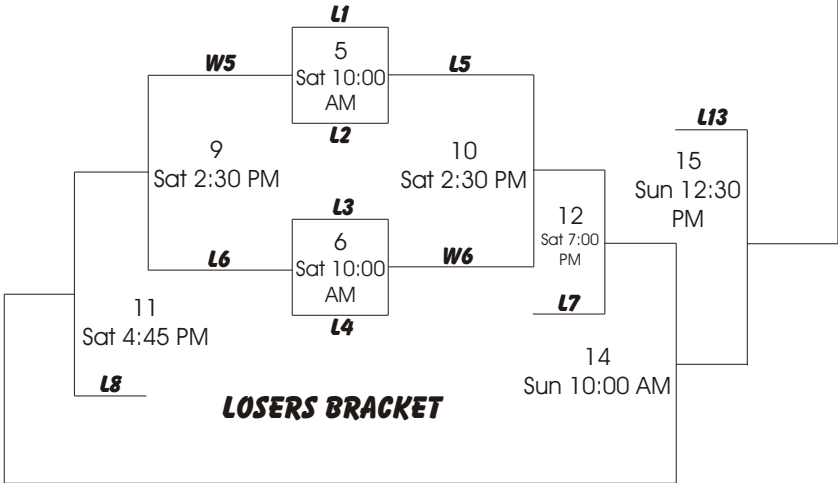 L1
5
Sat 10:00
AM
L2
W5
L5
9
Sat 2:30 PM
10
Sat 2:30 PM
L3
6
Sat 10:00
AM
L4
L6
W6
L13
15
Sun 12:30
PM
12
Sat 7:00
PM
L7
11
Sat 4:45 PM
L8
14
Sun 10:00 AM
LOSERS BRACKET